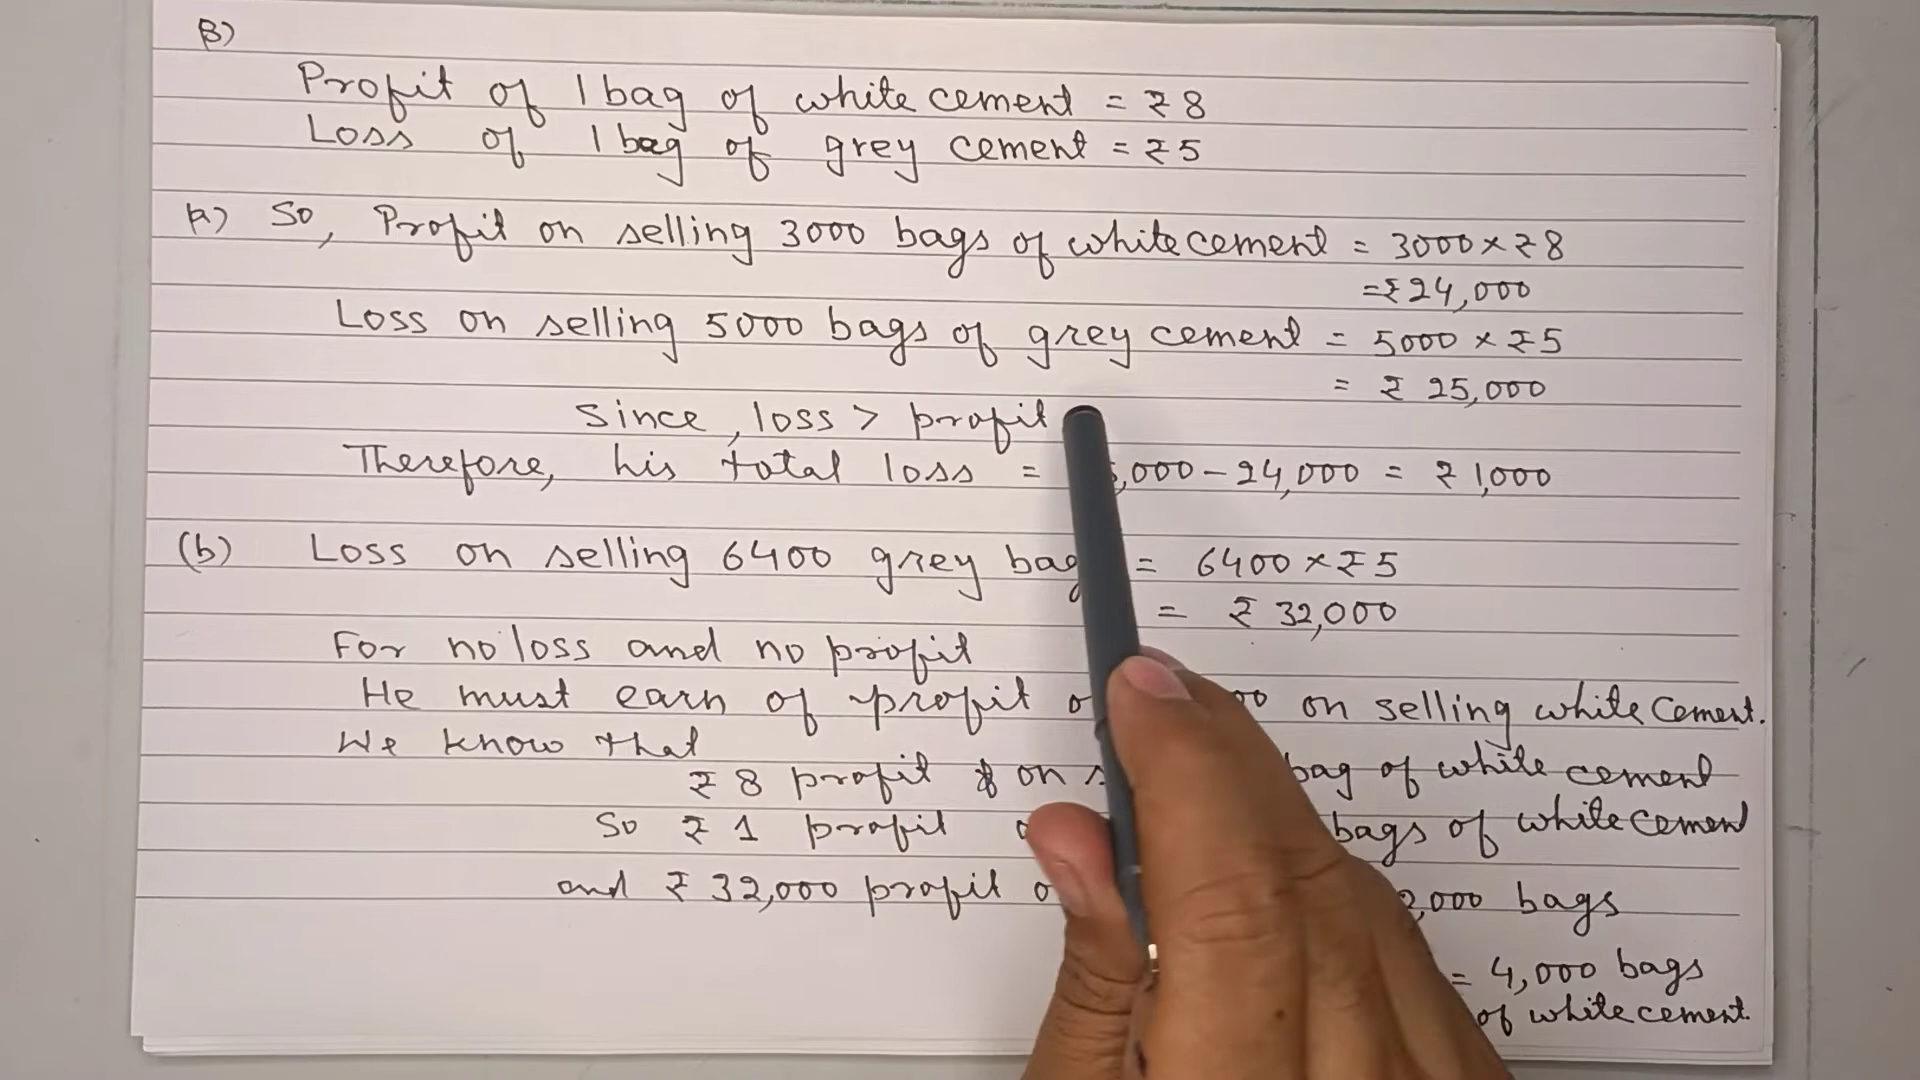 3)
Profit of 1 bag of white cement = ₹8
Loss of 1 bag of grey cement = ₹5
a) So, Profit on selling 3000 bags of white cement = 3000×₹8
=₹24,000
Loss on selling 5000 bags of grey cement = 5000 × ₹5
= ₹ 25,000
Since, loss > profit
Therefore, his total loss = ,000 – 24,000 = ₹ 1,000
(b) Loss on selling 6400 grey bag = 6400 ×₹5
= ₹ 32,000
For no loss and no profit
He must earn of profit on selling white cement.
We know that
₹ 8 profit on bag of white cement
So ₹ 1 profit bags of white cement
and ₹ 32,000 profit ,000 bags
= 4,000 bags
of white cement.